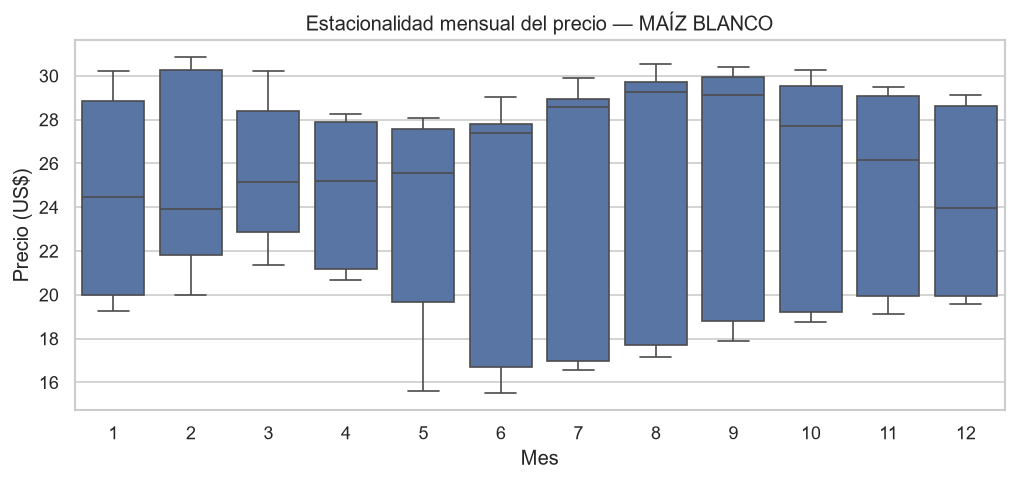 Estacionalidad mensual del precio — MAÍZ BLANCO
Precio (US$)
30
28
26
24
22
20
18
16
1 2 3 4 5 6 7 8 9 10 11 12
Mes